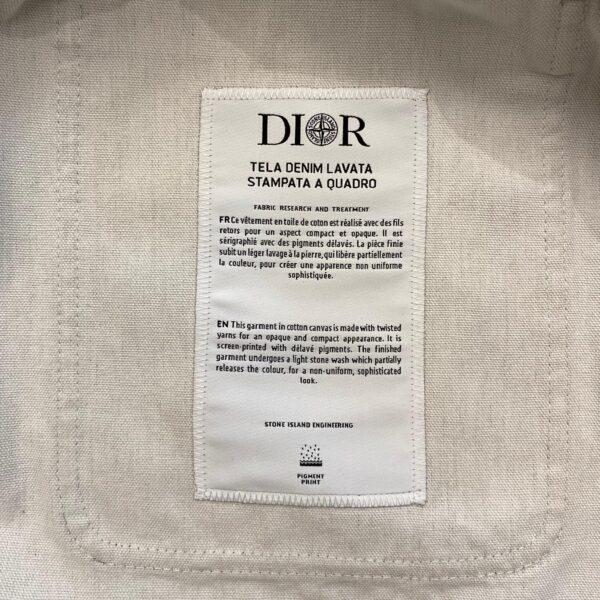 DIOR
STONE ISLAND
TELA DENIM LAVATA
STAMPATA A QUADRO
FABRIC RESEARCH AND TREATMENT
FR Ce vêtement en toile de coton est réalisé avec des fils
retors pour un aspect compact et opaque. Il est
sérigraphié avec des pigments délavés. La pièce finie
subit un léger lavage à la pierre, qui libère partiellement
la couleur, pour créer une apparence non uniforme
sophistiquée.
EN This garment in cotton canvas is made with twisted
yarns for an opaque and compact appearance. It is
screen-printed with délavé pigments. The finished
garment undergoes a light stone wash which partially
releases the colour, for a non-uniform, sophisticated
look.
STONE ISLAND ENGINEERING
PIGMENT
PRINT